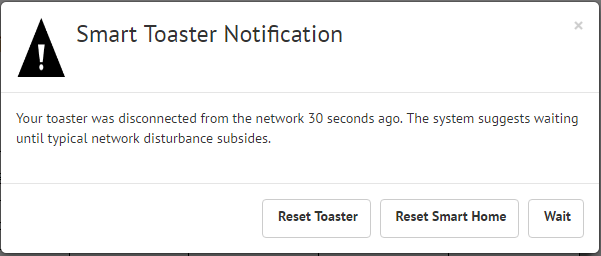 Smart Toaster Notification
×
!
Your toaster was disconnected from the network 30 seconds ago. The system suggests waiting
until typical network disturbance subsides.
Reset Toaster
Reset Smart Home
Wait